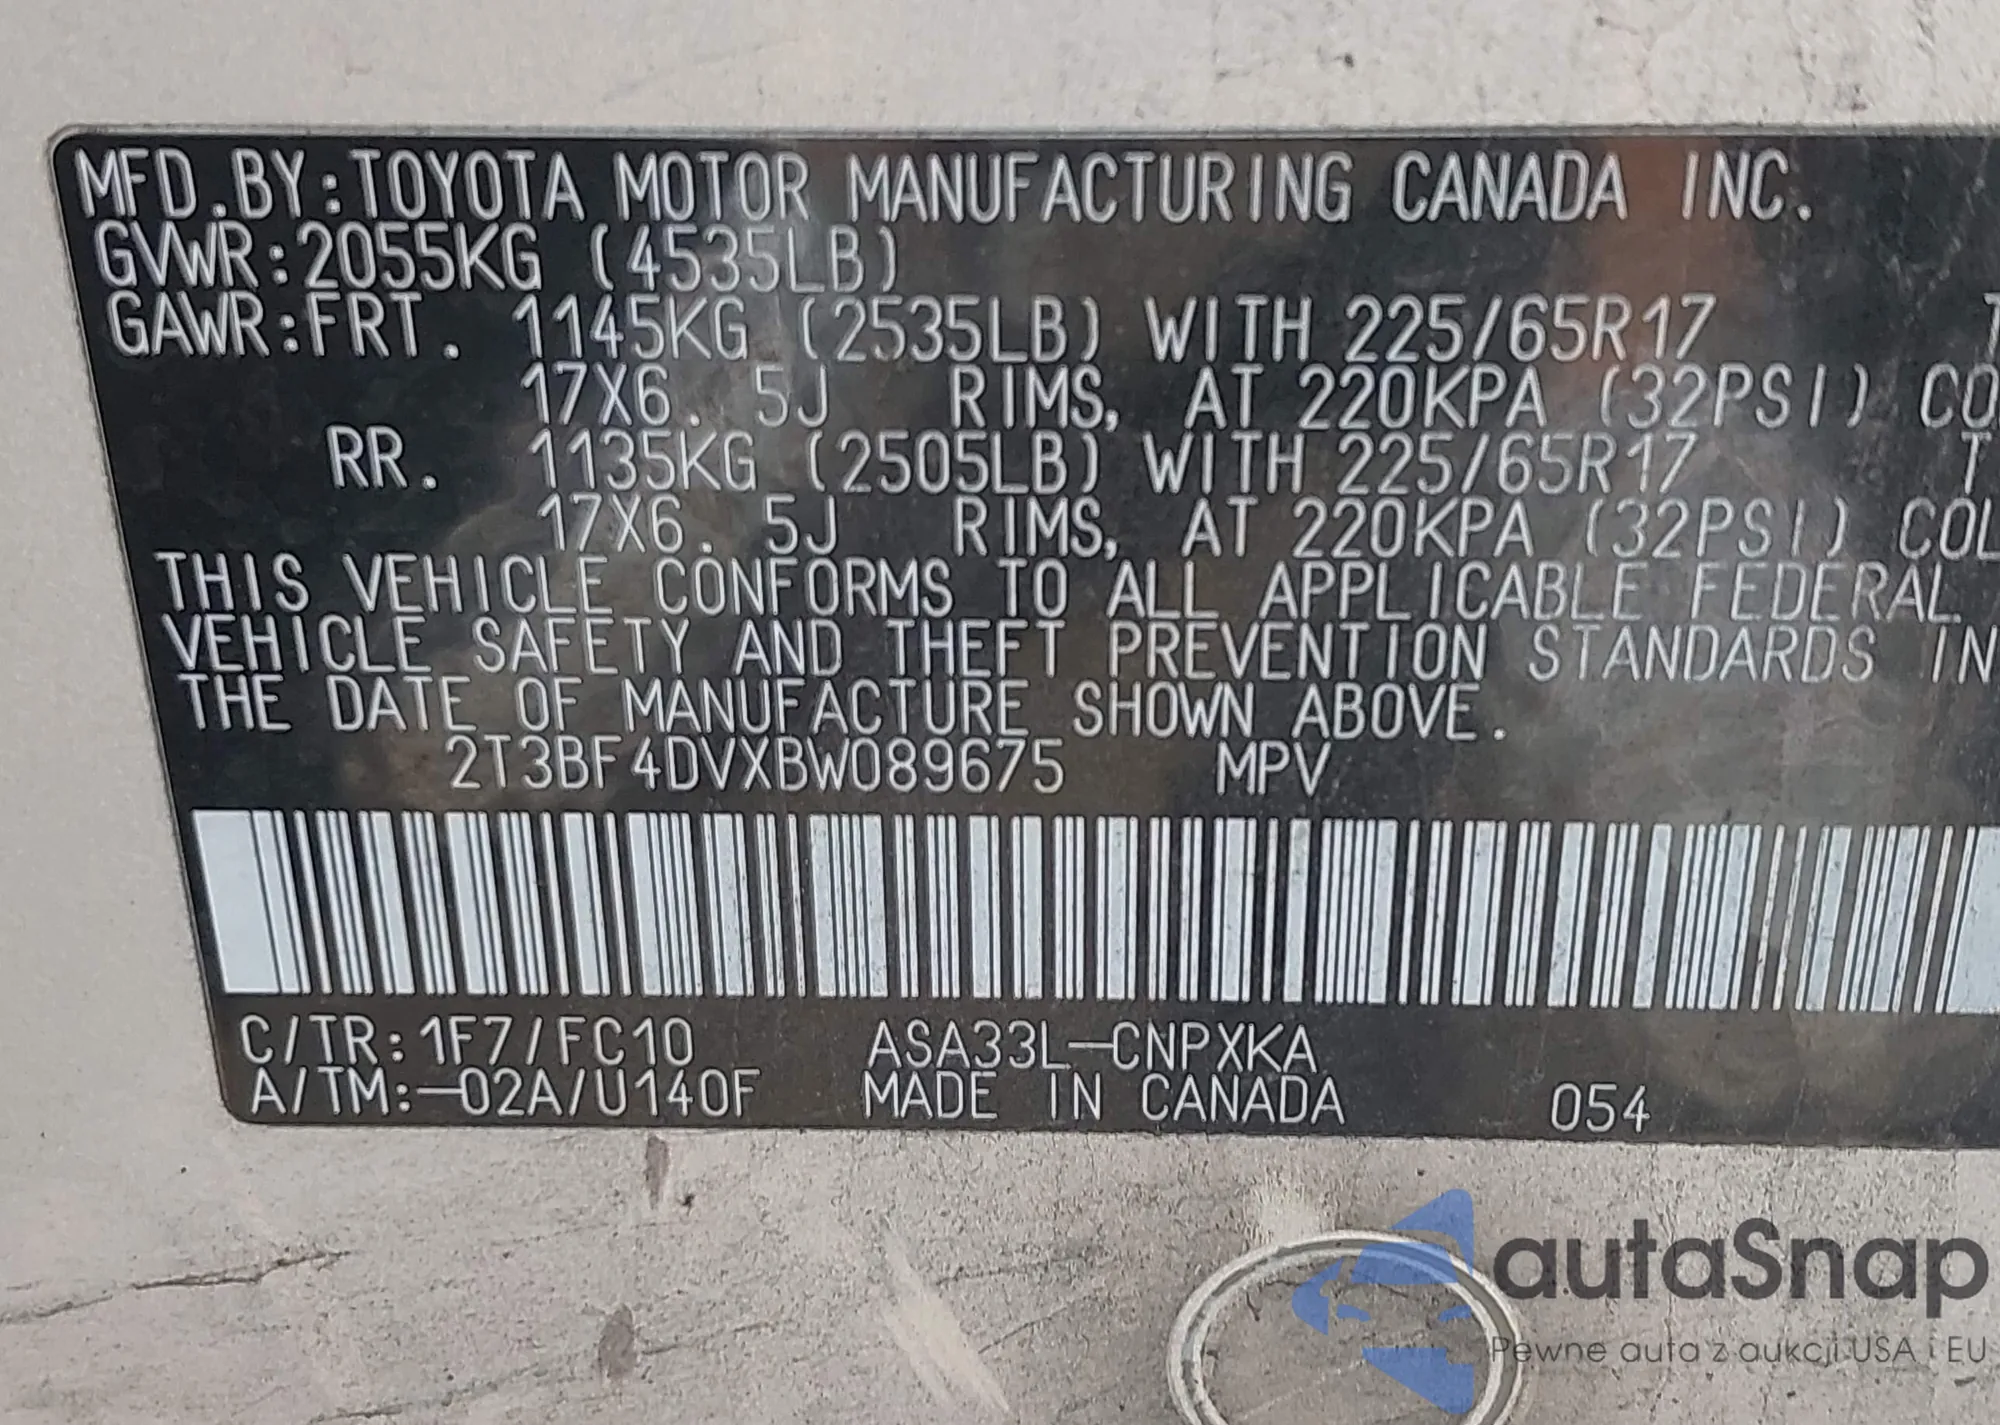 MFD.BY:TOYOTA MOTOR MANUFACTURING CANADA INC.
GVWR:2055KG (4535LB)
GAWR:FRT. 1145KG (2535LB) WITH 225/65R17 T
17X6. 5J RIMS, AT 220KPA (32PSI) CO
RR. 1135KG (2505LB) WITH 225/65R17 T
17X6. 5J RIMS, AT 220KPA (32PSI) COL
THIS VEHICLE CONFORMS TO ALL APPLICABLE FEDERAL
VEHICLE SAFETY AND THEFT PREVENTION STANDARDS IN
THE DATE OF MANUFACTURE SHOWN ABOVE.
2T3BF4DVXBW089675 MPV
C/TR:1F7/FC10 ASA33L-CNPXKA
A/TM:-02A/U140F MADE IN CANADA 054
autaSnap
Pewne auta z aukcji USA i EU